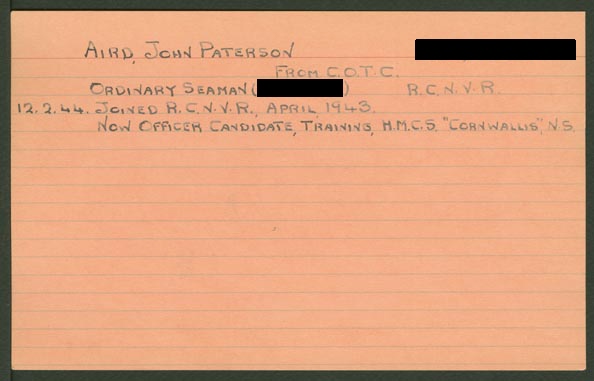 AIRD, JOHN PATERSON
FROM C.O.T.C.
ORDINARY SEAMAN ( ) R.C.N.V.R.
12.2.44. JOINED R.C.N.V.R., APRIL 1943.
NOW OFFICER CANDIDATE, TRAINING, H.M.C.S. "CORNWALLIS", N.S.